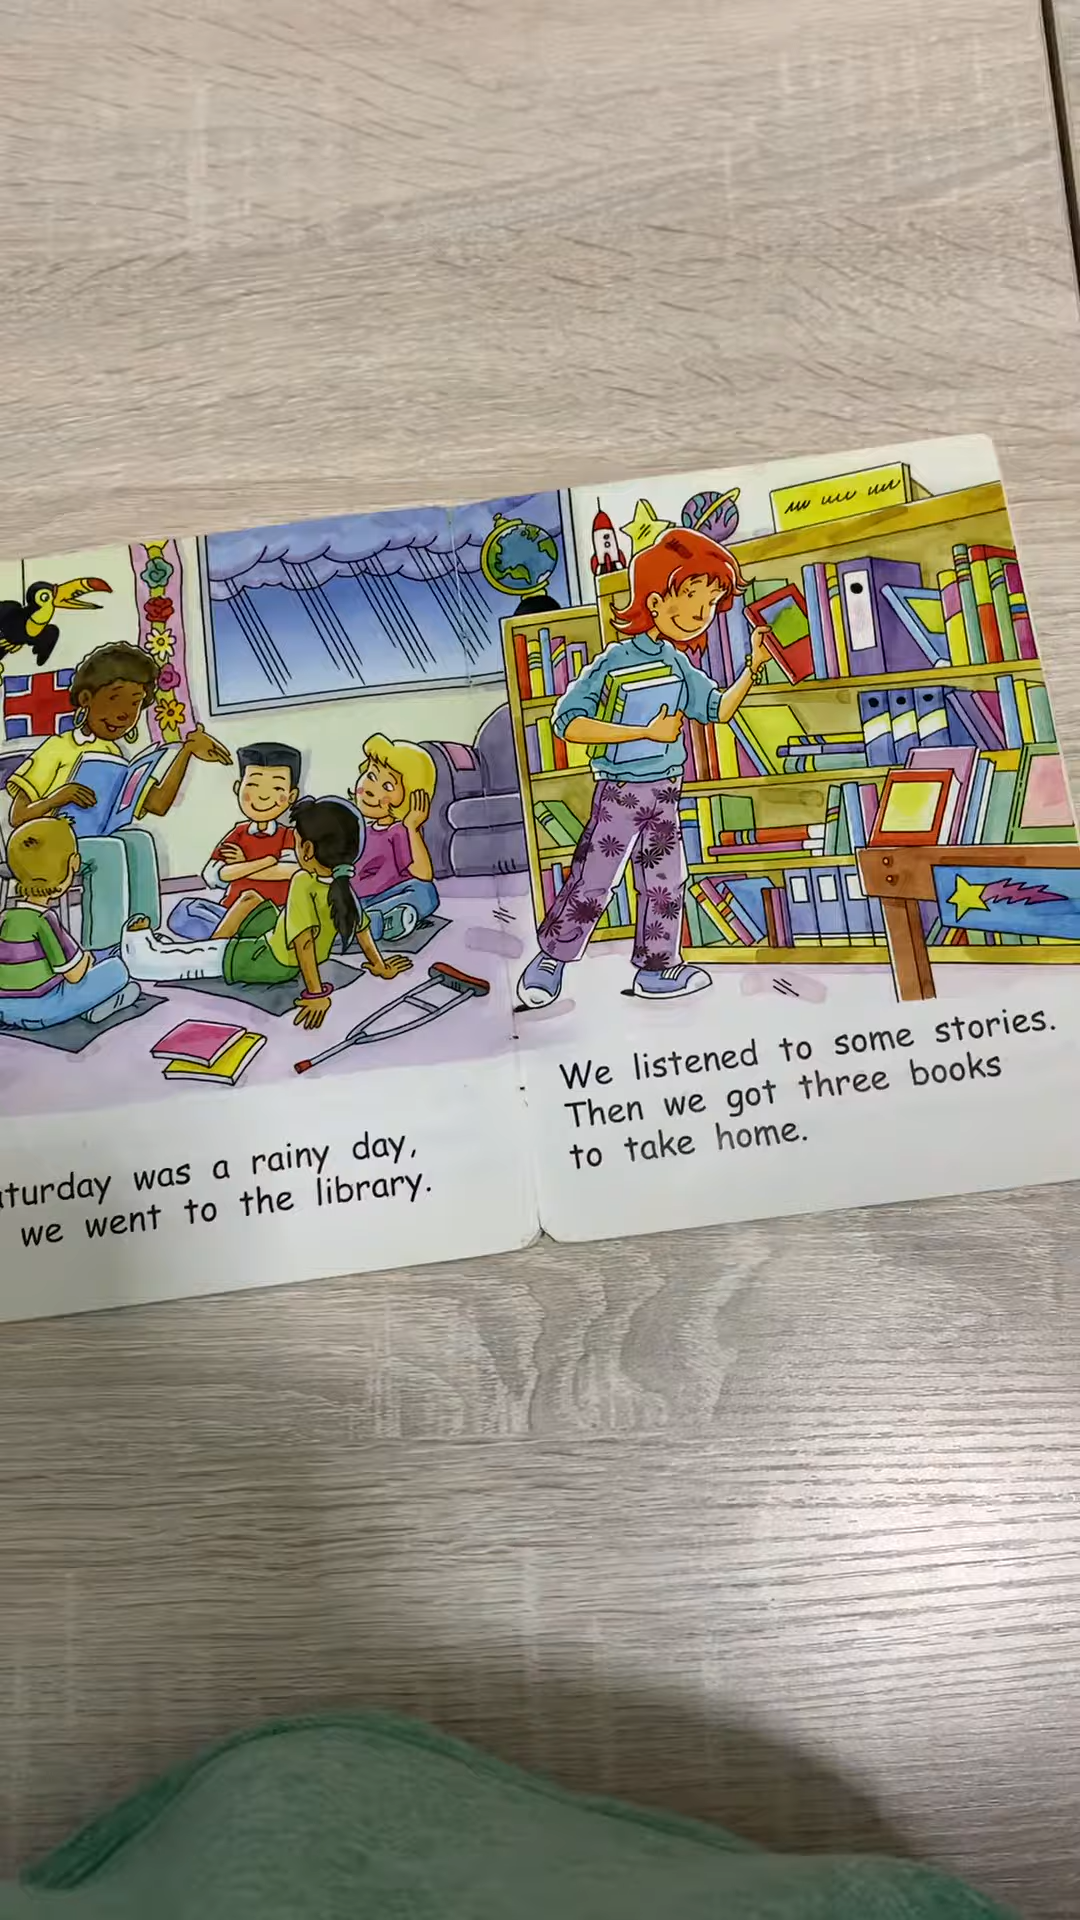 aturday was a rainy day,
we went to the library.
We listened to some stories.
Then we got three books
to take home.